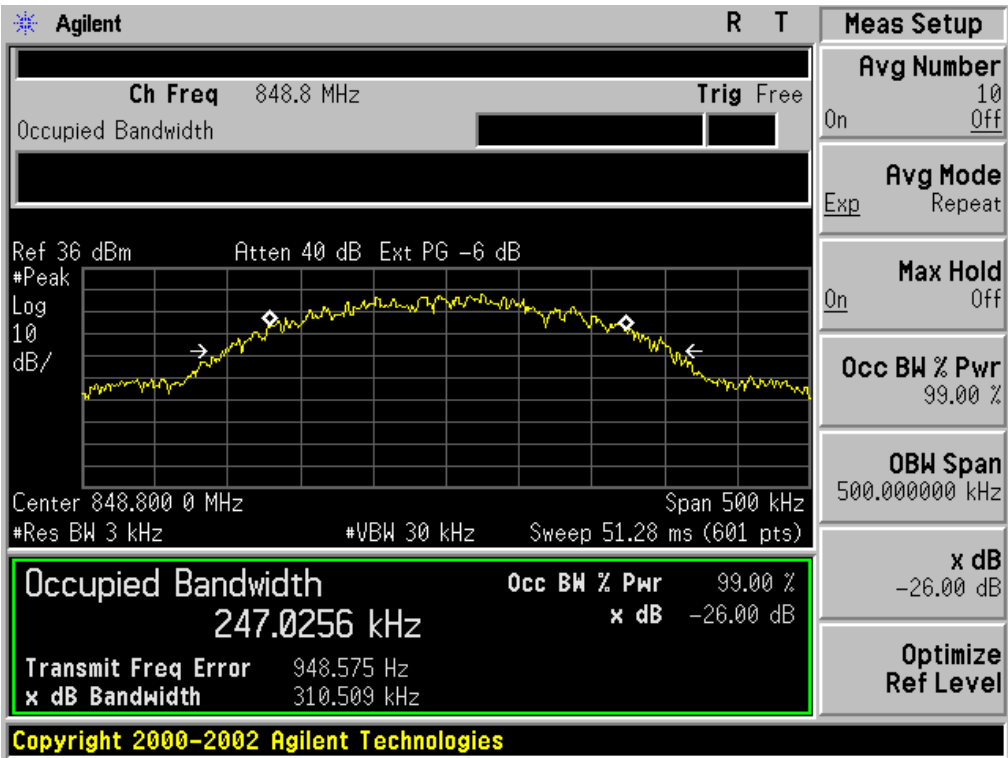 Agilent R T
Ch Freq 848.8 MHz Trig Free
Occupied Bandwidth
Ref 36 dBm Atten 40 dB Ext PG -6 dB
#Peak
Log
10
dB/
Center 848.800 0 MHz Span 500 kHz
#Res BW 3 kHz #VBW 30 kHz Sweep 51.28 ms (601 pts)
Occupied Bandwidth Occ BW % Pwr 99.00 %
247.0256 kHz x dB -26.00 dB
Transmit Freq Error 948.575 Hz
x dB Bandwidth 310.509 kHz
Copyright 2000-2002 Agilent Technologies
Meas Setup
Avg Number
10
On Off
Avg Mode
Exp Repeat
Max Hold
On Off
Occ BW % Pwr
99.00 %
OBW Span
500.000000 kHz
x dB
-26.00 dB
Optimize
Ref Level